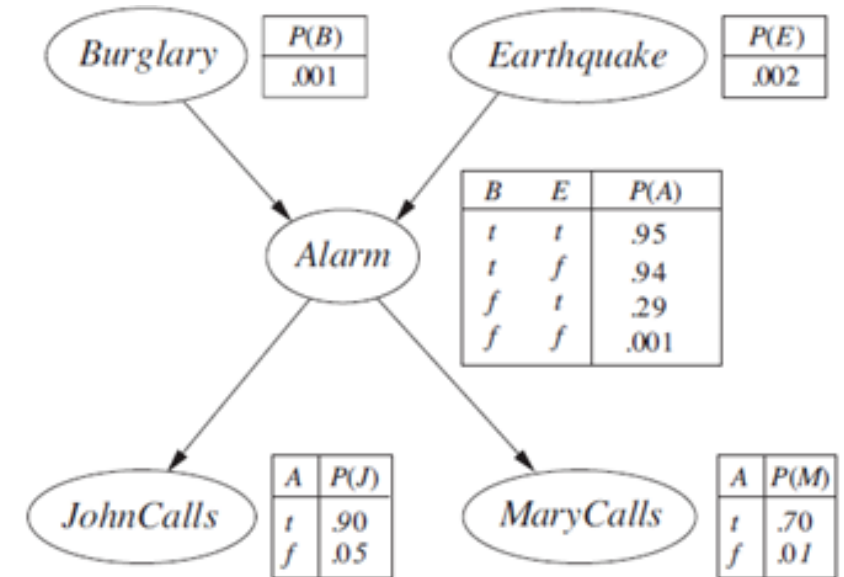 Burglary
P(B)
.001
Earthquake
P(E)
.002
Alarm
B E P(A)
t t .95
t f .94
f t .29
f f .001
JohnCalls
A P(J)
t .90
f .05
MaryCalls
A P(M)
t .70
f .01